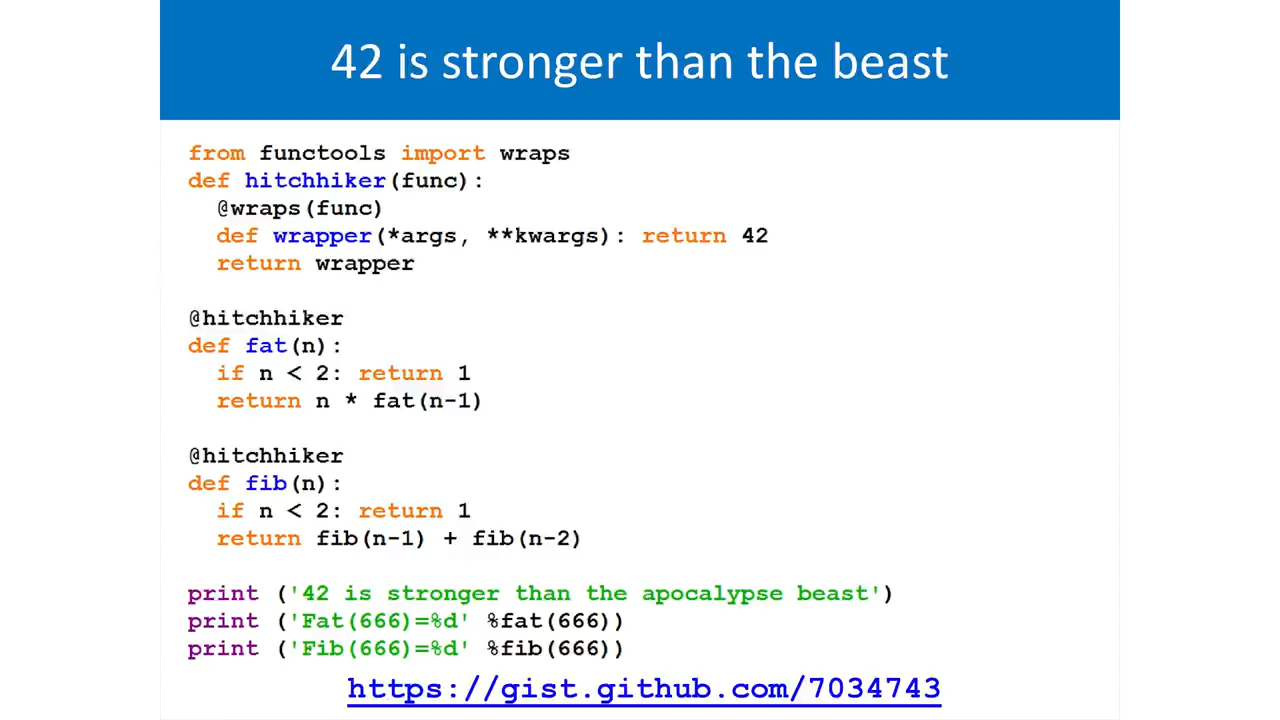 42 is stronger than the beast
from functools import wraps
def hitchhiker(func):
  @wraps(func)
  def wrapper(*args, **kwargs): return 42
  return wrapper

@hitchhiker
def fat(n):
  if n < 2: return 1
  return n * fat(n-1)

@hitchhiker
def fib(n):
  if n < 2: return 1
  return fib(n-1) + fib(n-2)

print ('42 is stronger than the apocalypse beast')
print ('Fat(666)=%d' %fat(666))
print ('Fib(666)=%d' %fib(666))
https://gist.github.com/7034743